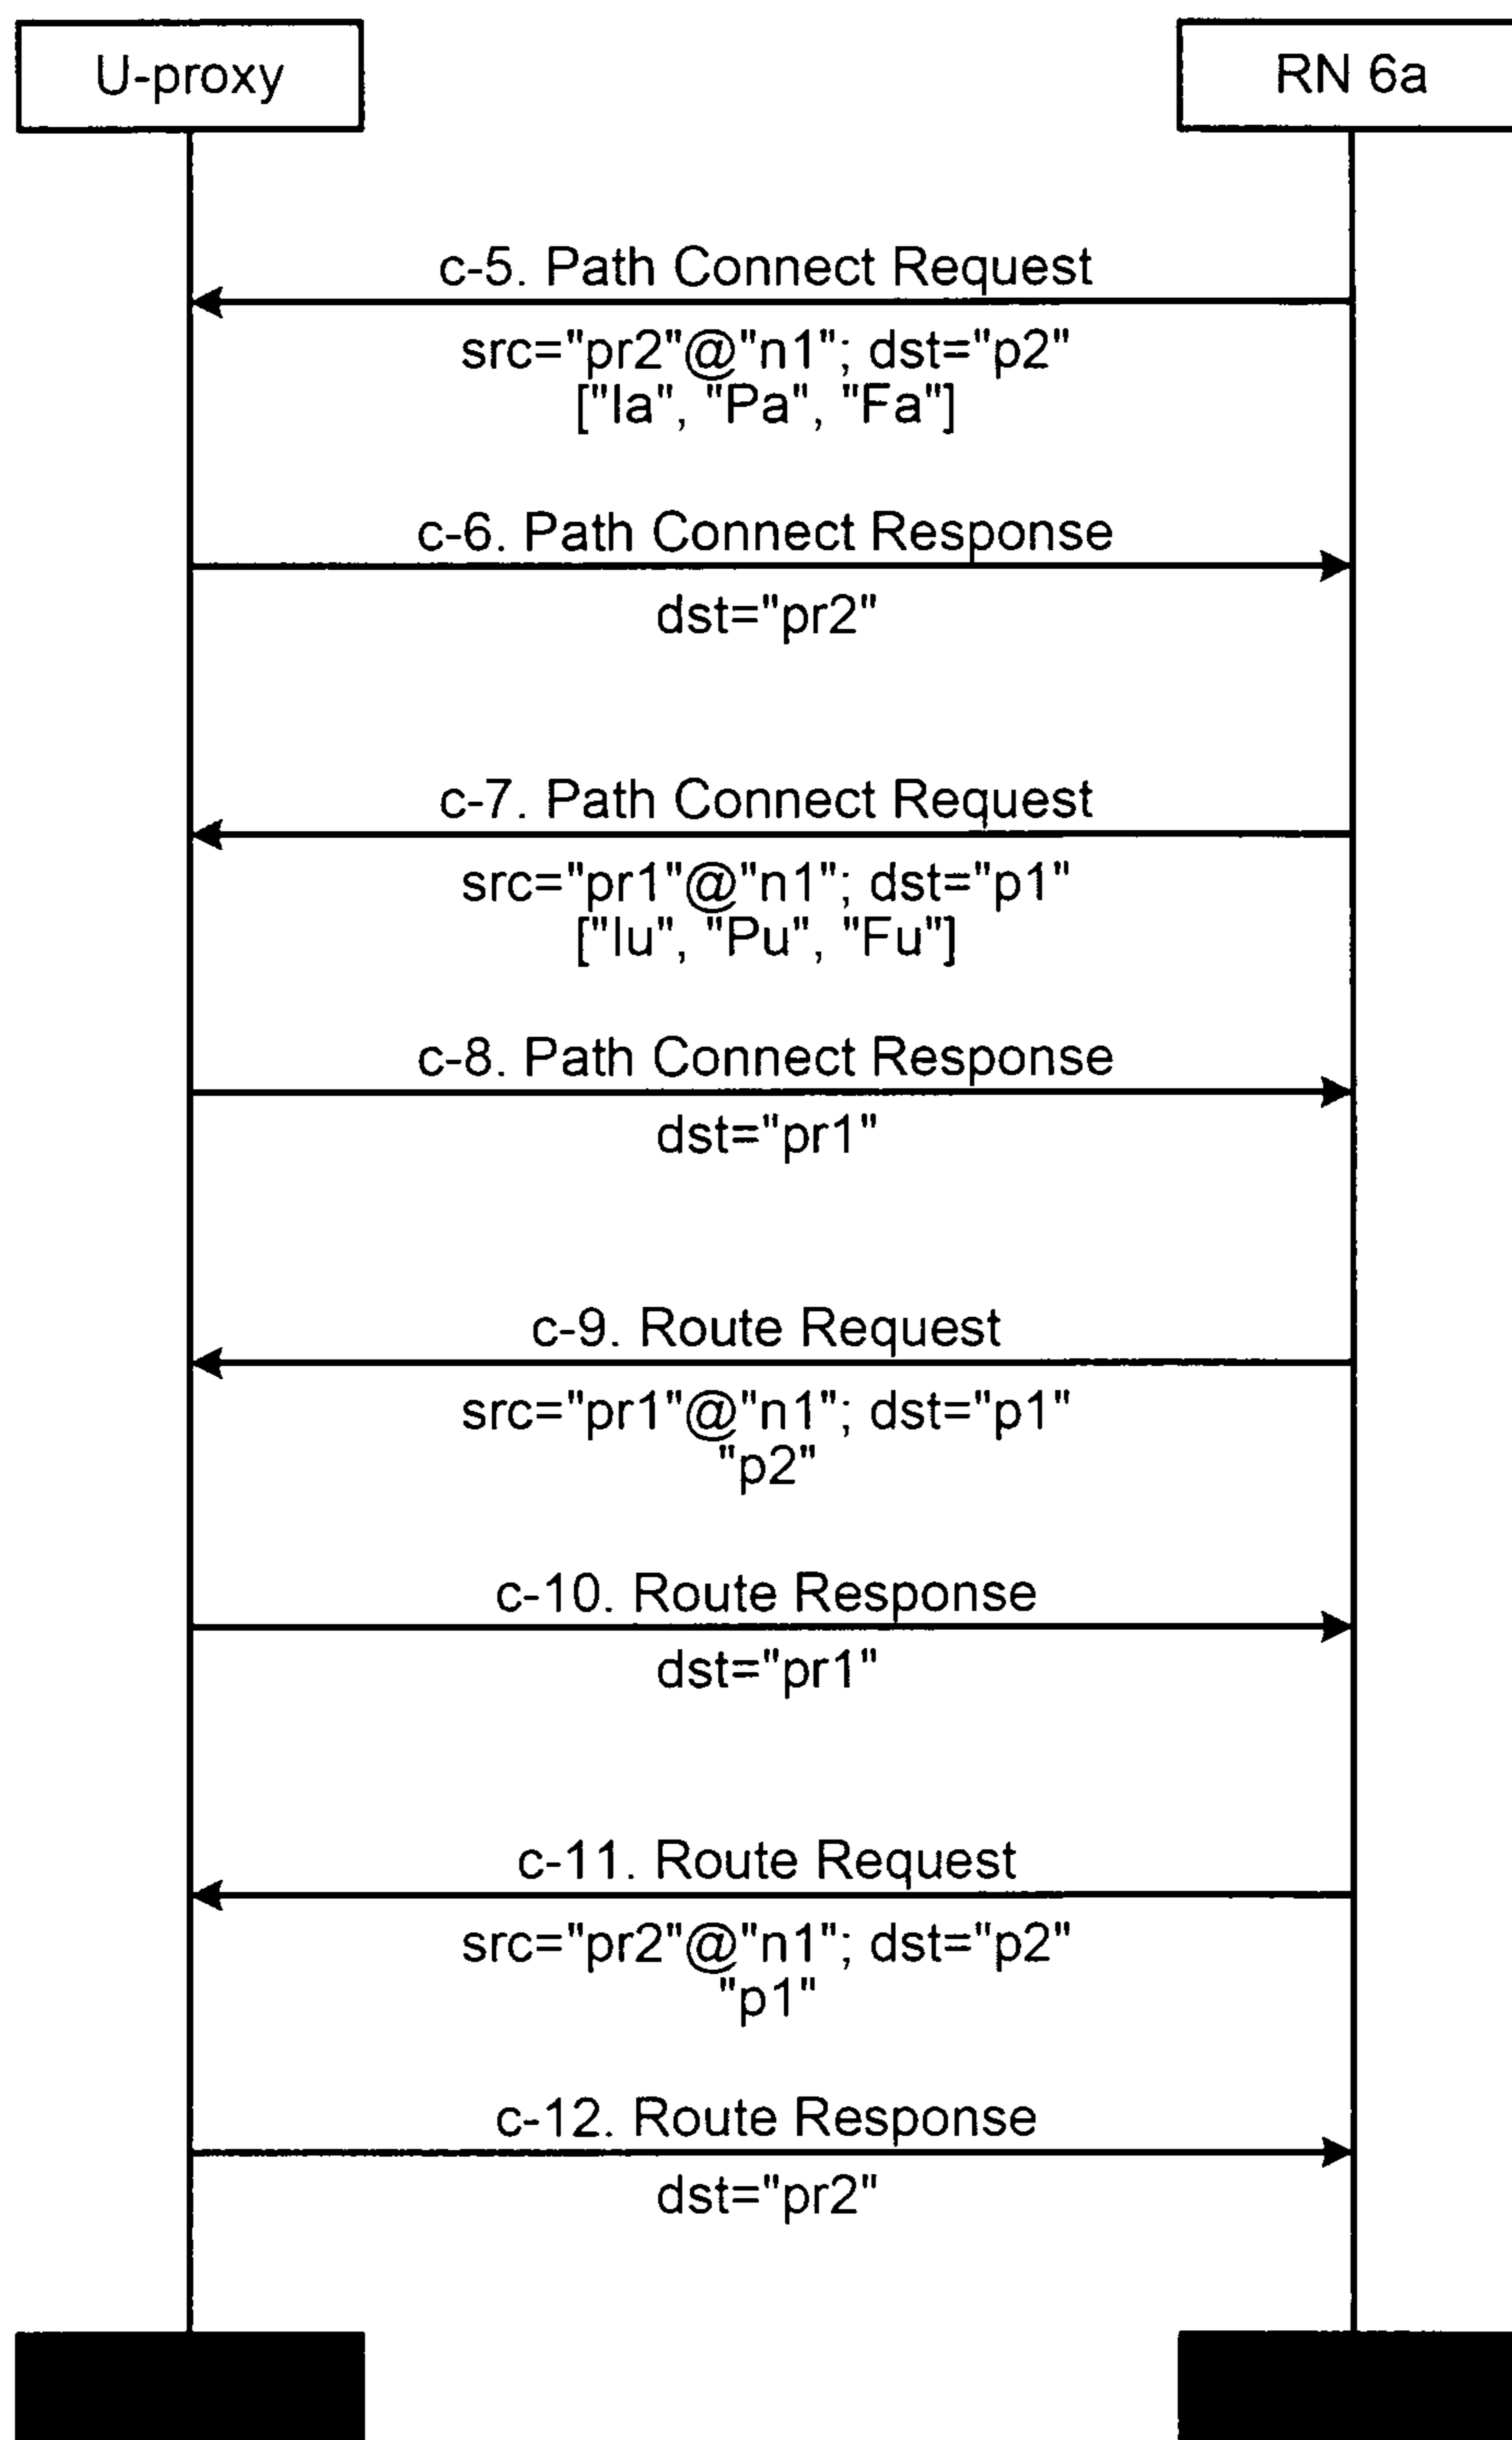 U-proxy
RN 6a
c-5. Path Connect Request
src="pr2"@"n1"; dst="p2"
["Ia", "Pa", "Fa"]
c-6. Path Connect Response
dst="pr2"
c-7. Path Connect Request
src="pr1"@"n1"; dst="p1"
["Iu", "Pu", "Fu"]
c-8. Path Connect Response
dst="pr1"
c-9. Route Request
src="pr1"@"n1"; dst="p1"
"p2"
c-10. Route Response
dst="pr1"
c-11. Route Request
src="pr2"@"n1"; dst="p2"
"p1"
c-12. Route Response
dst="pr2"